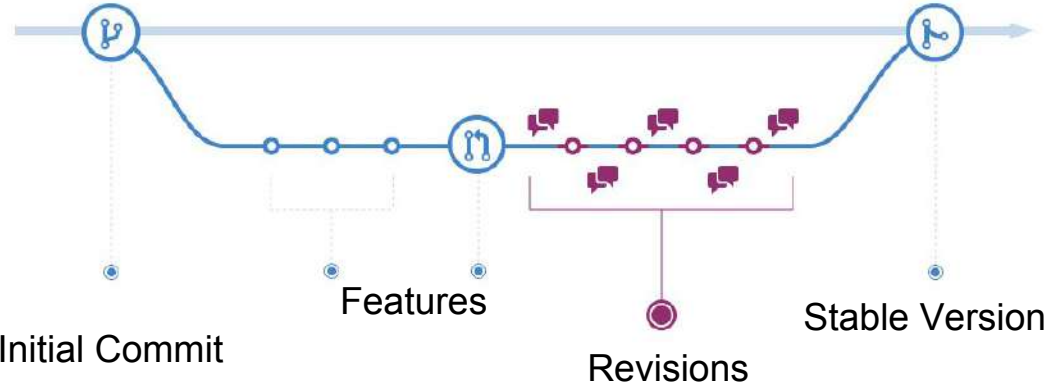 Features
Stable Version
Initial Commit
Revisions